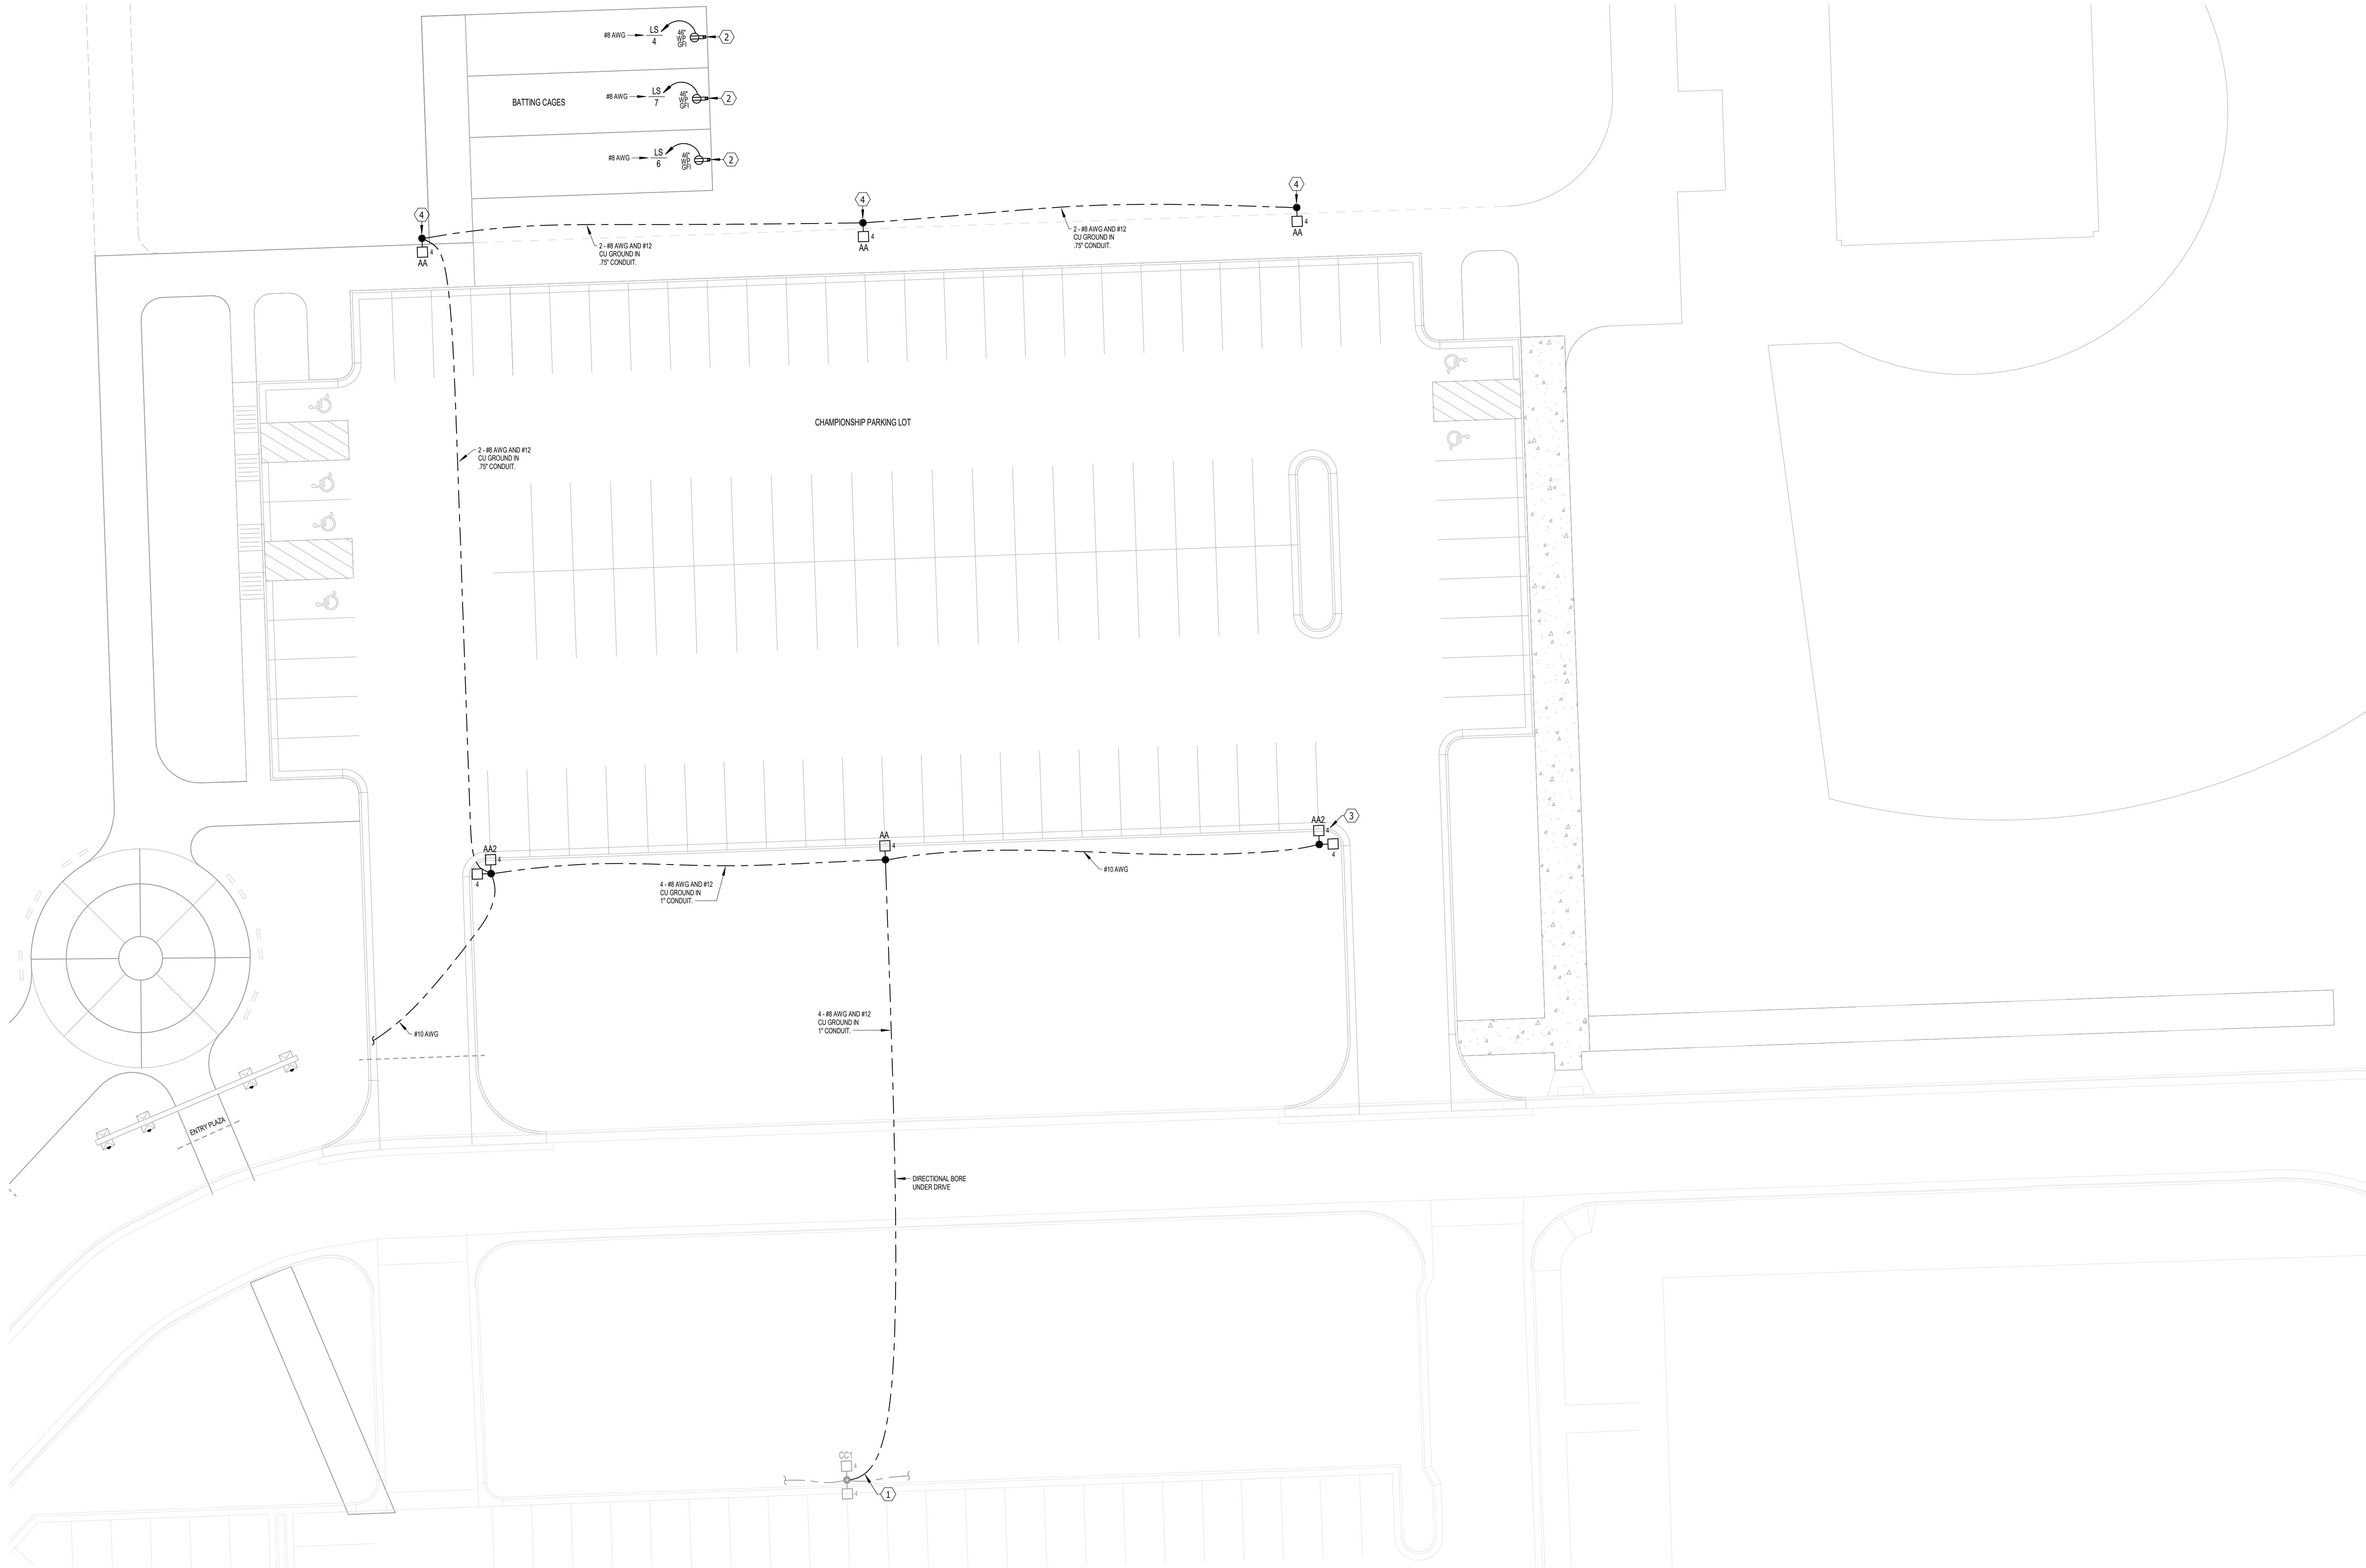 #8 AWG
LS
4
46"
WP
GFI
2
BATTING CAGES
#8 AWG
LS
7
46"
WP
GFI
2
#8 AWG
LS
6
46"
WP
GFI
2
4
4
AA
2 - #8 AWG AND #12
CU GROUND IN
.75" CONDUIT.
4
4
AA
2 - #8 AWG AND #12
CU GROUND IN
.75" CONDUIT.
4
4
AA
CHAMPIONSHIP PARKING LOT
2 - #8 AWG AND #12
CU GROUND IN
.75" CONDUIT.
AA2
4
4
AA
4
AA2
4
3
4
4 - #8 AWG AND #12
CU GROUND IN
1" CONDUIT.
#10 AWG
#10 AWG
4 - #8 AWG AND #12
CU GROUND IN
1" CONDUIT.
ENTRY PLAZA
DIRECTIONAL BORE
UNDER DRIVE
CC1
4
4
1